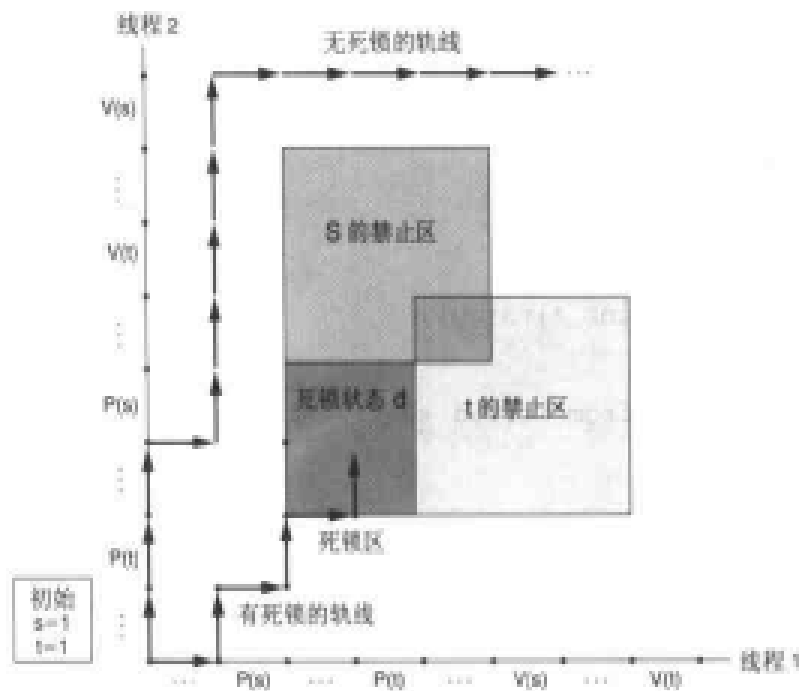 线程 2
无死锁的轨线
...
V(s)
...
V(t)
...
P(s)
...
P(t)
...
S 的禁止区
死锁状态 d
t 的禁止区
死锁区
有死锁的轨线
初始
s=1
t=1
线程 1
... P(s) ... P(t) ... V(s) ... V(t)